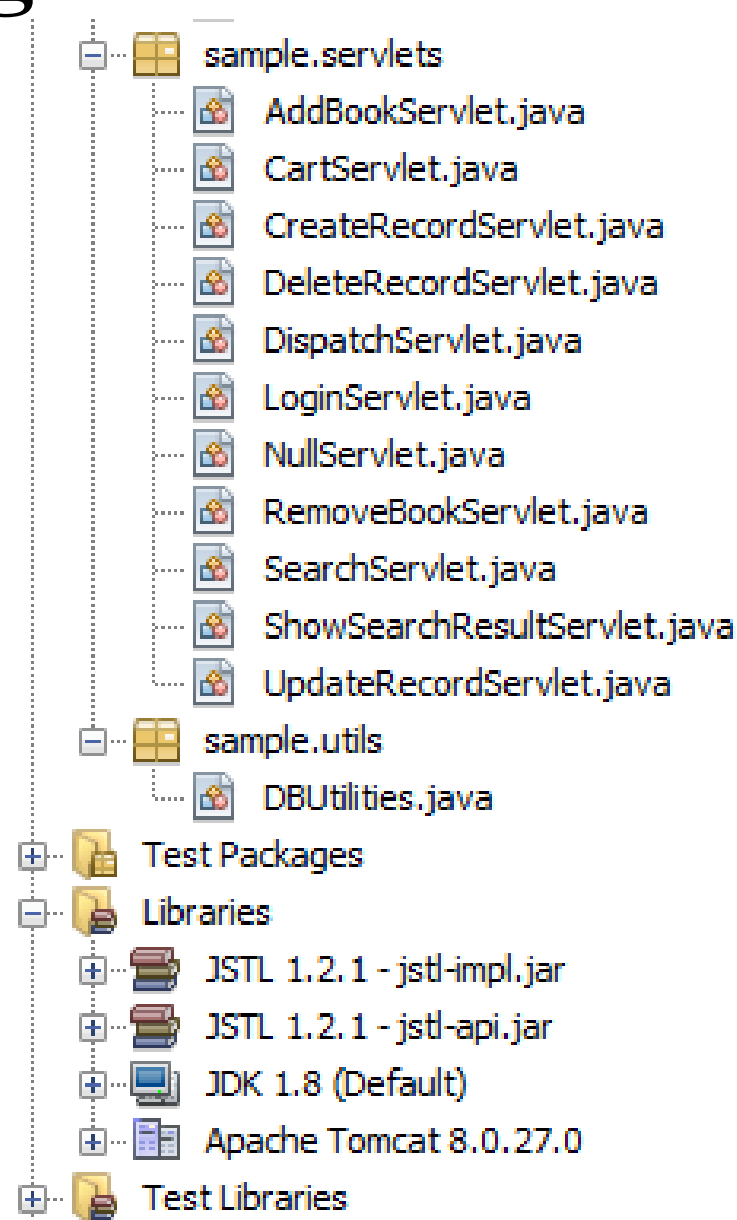 sample.servlets
AddBookServlet.java
CartServlet.java
CreateRecordServlet.java
DeleteRecordServlet.java
DispatchServlet.java
LoginServlet.java
NullServlet.java
RemoveBookServlet.java
SearchServlet.java
ShowSearchResultServlet.java
UpdateRecordServlet.java
sample.utils
DBUtilities.java
Test Packages
Libraries
JSTL 1.2.1 - jstl-impl.jar
JSTL 1.2.1 - jstl-api.jar
JDK 1.8 (Default)
Apache Tomcat 8.0.27.0
Test Libraries